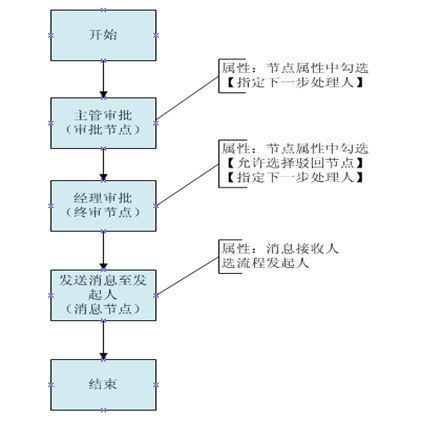 开始
属性：节点属性中勾选
【指定下一步处理人】
主管审批
（审批节点）
属性：节点属性中勾选
【允许选择驳回节点】
【指定下一步处理人】
经理审批
（终审节点）
属性：消息接收人
选流程发起人
发送消息至发
起人
（消息节点）
结束